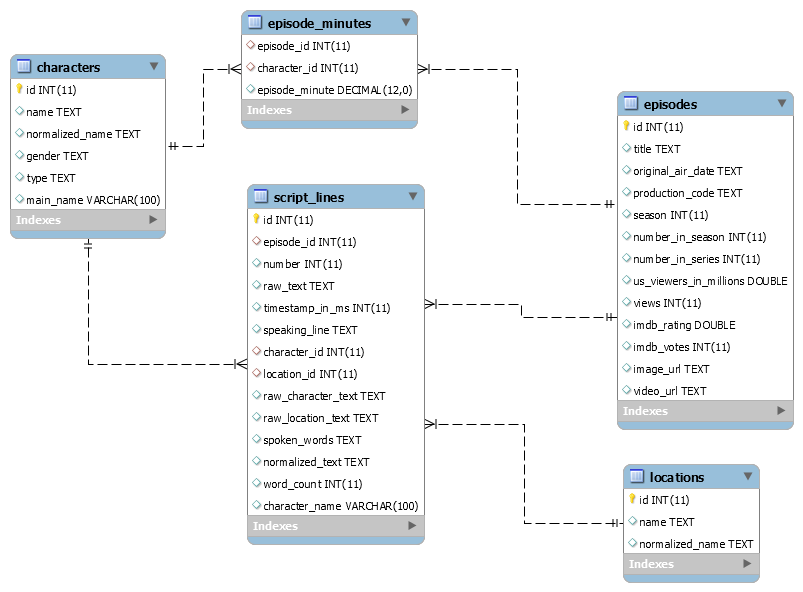 characters
id INT(11)
name TEXT
normalized_name TEXT
gender TEXT
type TEXT
main_name VARCHAR(100)
Indexes
episode_minutes
episode_id INT(11)
character_id INT(11)
episode_minute DECIMAL(12,0)
Indexes
script_lines
id INT(11)
episode_id INT(11)
number INT(11)
raw_text TEXT
timestamp_in_ms INT(11)
speaking_line TEXT
character_id INT(11)
location_id INT(11)
raw_character_text TEXT
raw_location_text TEXT
spoken_words TEXT
normalized_text TEXT
word_count INT(11)
character_name VARCHAR(100)
Indexes
episodes
id INT(11)
title TEXT
original_air_date TEXT
production_code TEXT
season INT(11)
number_in_season INT(11)
number_in_series INT(11)
us_viewers_in_millions DOUBLE
views INT(11)
imdb_rating DOUBLE
imdb_votes INT(11)
image_url TEXT
video_url TEXT
Indexes
locations
id INT(11)
name TEXT
normalized_name TEXT
Indexes